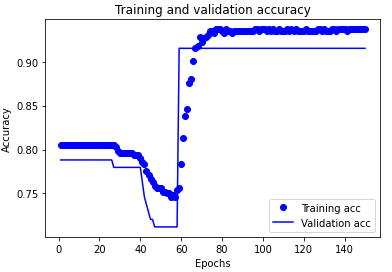 Training and validation accuracy
0.90
0.85
0.80
0.75
Accuracy
0 20 40 60 80 100 120 140
Epochs
Training acc
Validation acc